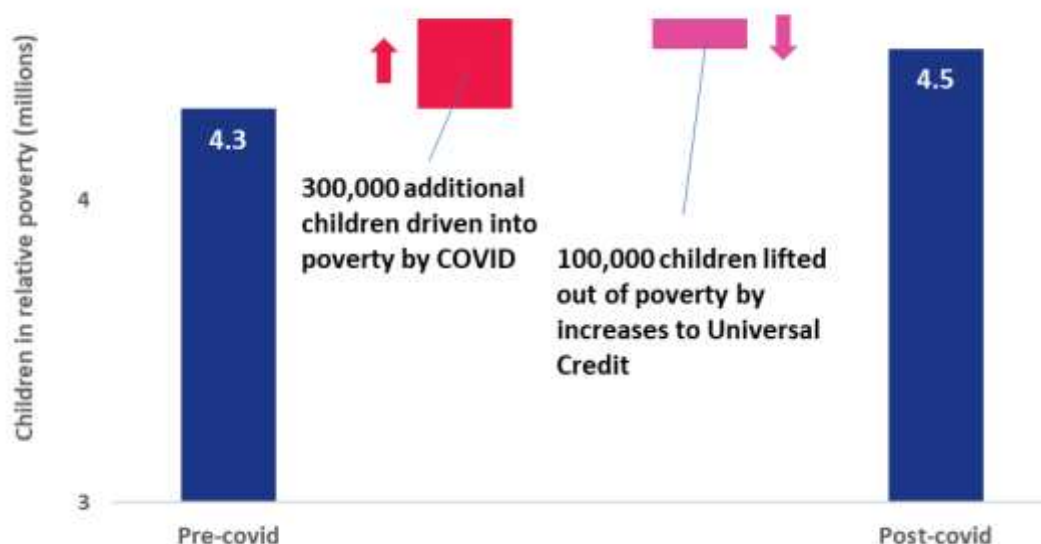 Children in relative poverty (millions)
4
3
4.3
300,000 additional
children driven into
poverty by COVID
100,000 children lifted
out of poverty by
increases to Universal
Credit
4.5
Pre-covid
Post-covid